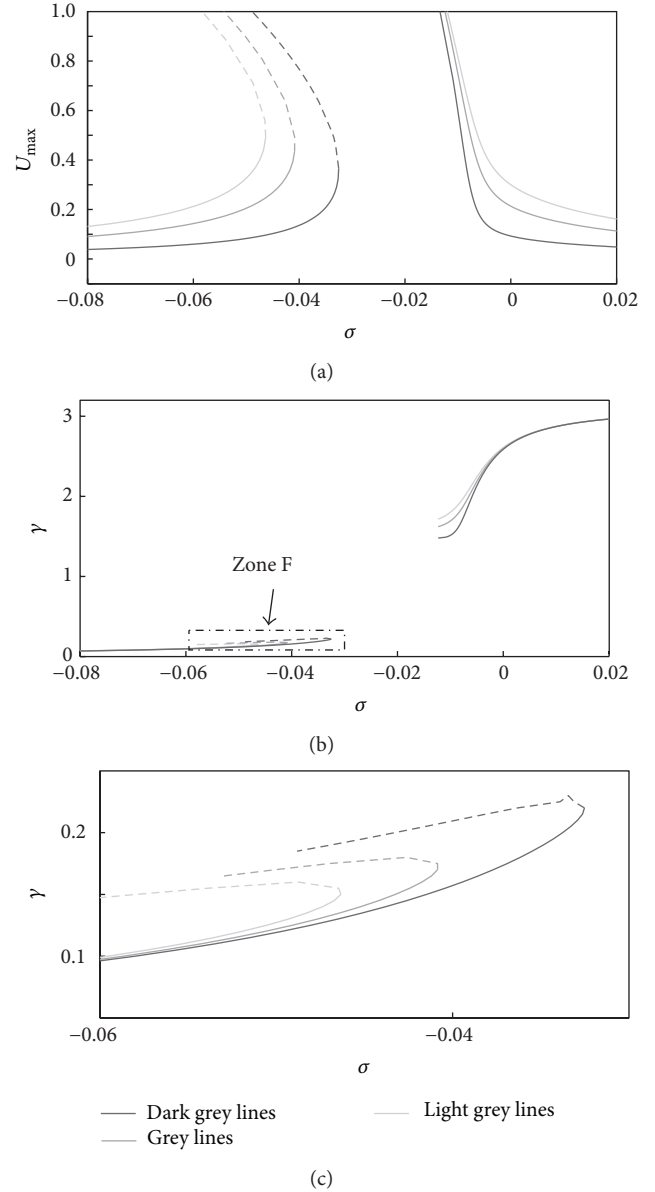 1.0
0.8
0.6
0.4
0.2
0
U_max
−0.08
−0.06
−0.04
−0.02
0
0.02
σ
(a)
3
2
1
0
γ
Zone F
−0.08
−0.06
−0.04
−0.02
0
0.02
σ
(b)
0.2
0.1
γ
−0.06
−0.04
σ
Dark grey lines
Grey lines
Light grey lines
(c)